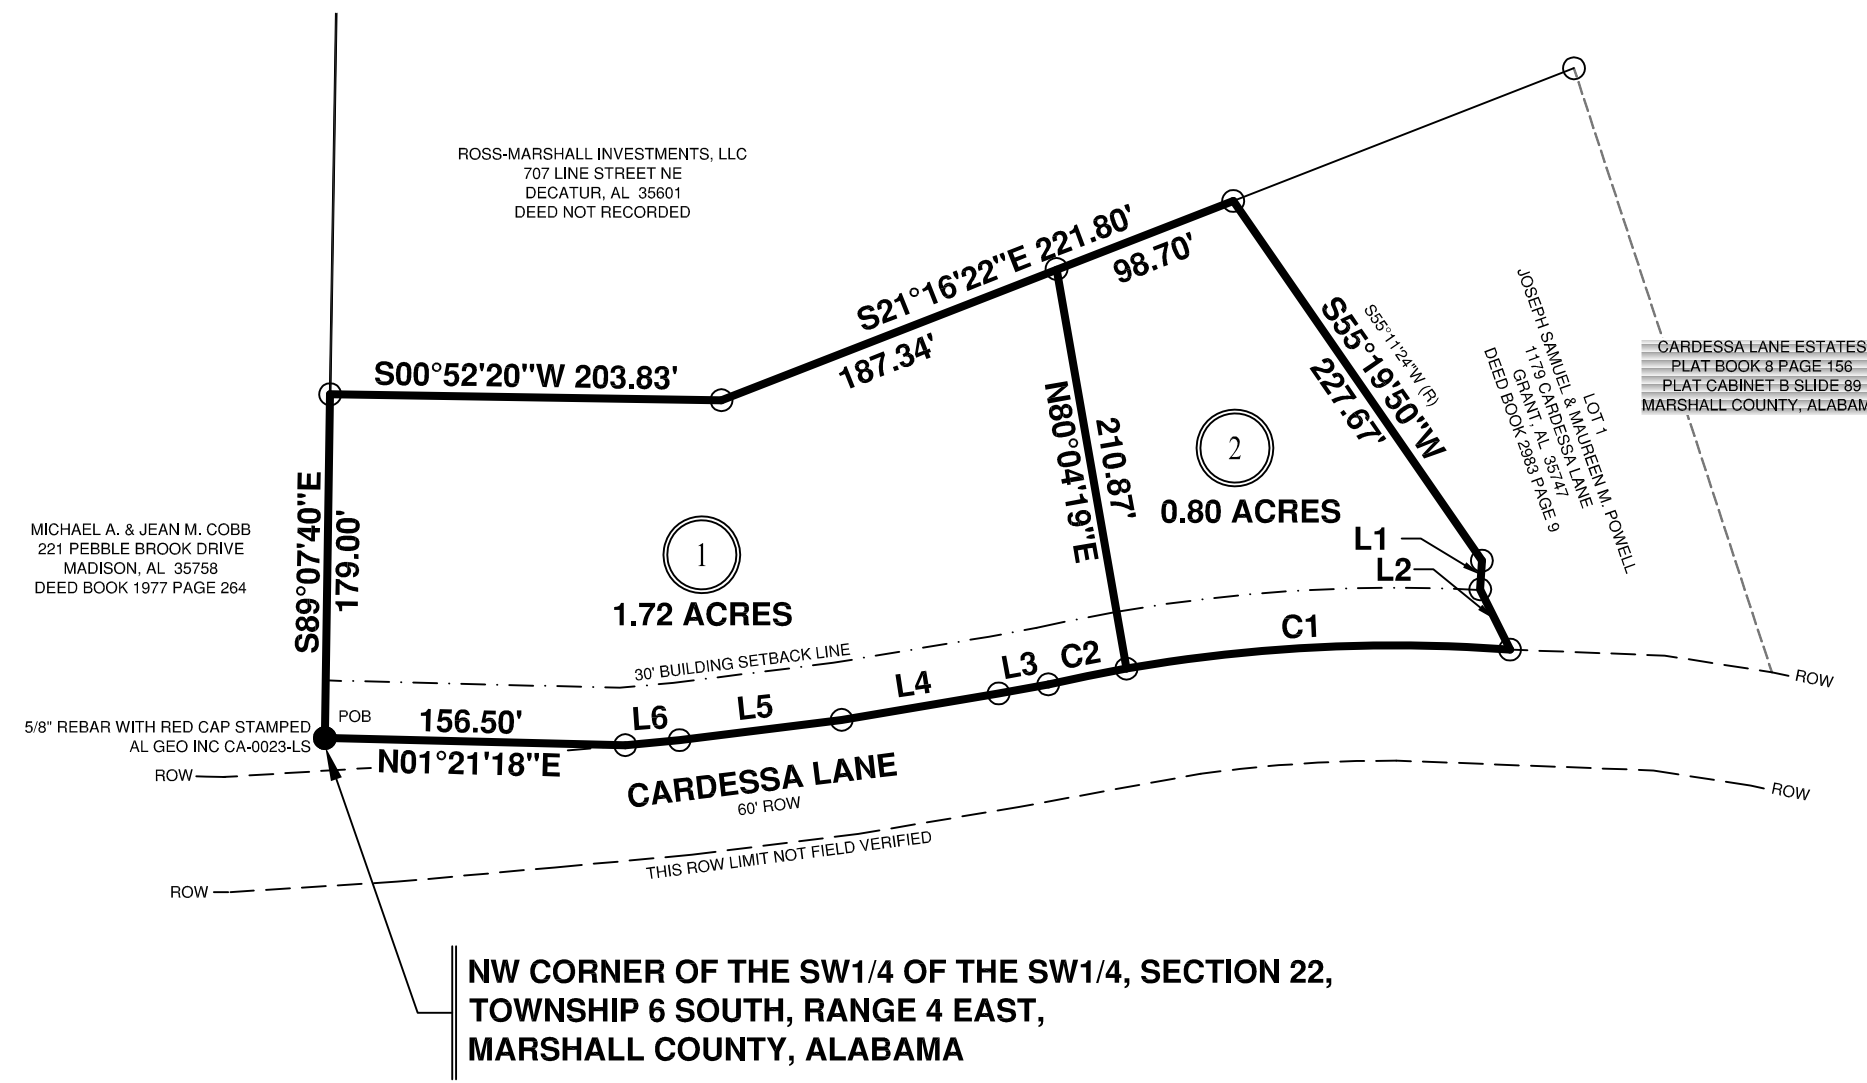 ROSS-MARSHALL INVESTMENTS, LLC
707 LINE STREET NE
DECATUR, AL 35601
DEED NOT RECORDED
S21°16'22"E 221.80'
98.70'
187.34'
S00°52'20"W 203.83'
S55°11'24"W (R)
S55°19'50"W
227.67'
LOT 1
JOSEPH SAMUEL & MAUREEN M. POWELL
1179 CARDESSA LANE
GRANT, AL 35747
DEED BOOK 2983 PAGE 9
CARDESSA LANE ESTATES
PLAT BOOK 8 PAGE 156
PLAT CABINET B SLIDE 89
MARSHALL COUNTY, ALABAM
N80°04'19"E
210.87'
2
0.80 ACRES
MICHAEL A. & JEAN M. COBB
221 PEBBLE BROOK DRIVE
MADISON, AL 35758
DEED BOOK 1977 PAGE 264
S89°07'40"E
179.00'
1
1.72 ACRES
L1
L2
C1
30' BUILDING SETBACK LINE
C2
L3
L4
L5
L6
5/8" REBAR WITH RED CAP STAMPED
AL GEO INC CA-0023-LS
POB
156.50'
N01°21'18"E
CARDESSA LANE
60' ROW
ROW
ROW
ROW
ROW
THIS ROW LIMIT NOT FIELD VERIFIED
NW CORNER OF THE SW1/4 OF THE SW1/4, SECTION 22,
TOWNSHIP 6 SOUTH, RANGE 4 EAST,
MARSHALL COUNTY, ALABAMA